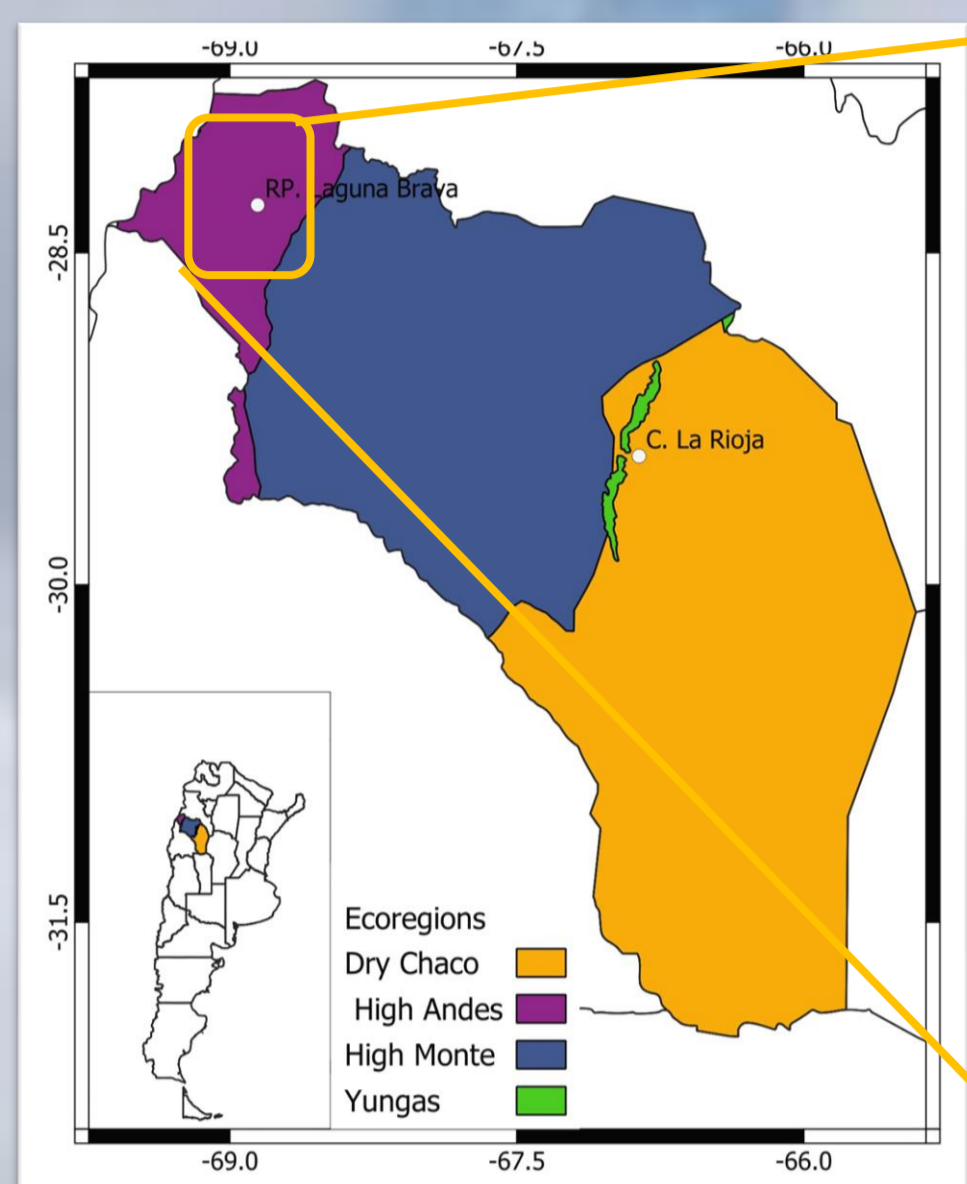 -69.0 -67.5 -66.0
RP. Laguna Brava
-28.5
C. La Rioja
-30.0
-31.5
Ecoregions
Dry Chaco
High Andes
High Monte
Yungas
-69.0 -67.5 -66.0